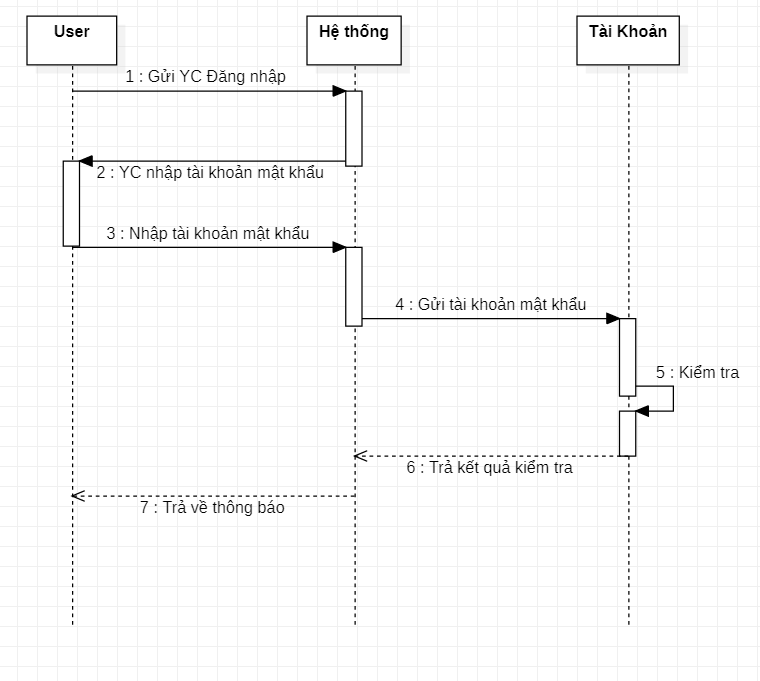 User
Hệ thống
Tài Khoản
1 : Gửi YC Đăng nhập
2 : YC nhập tài khoản mật khẩu
3 : Nhập tài khoản mật khẩu
4 : Gửi tài khoản mật khẩu
5 : Kiểm tra
6 : Trả kết quả kiểm tra
7 : Trả về thông báo